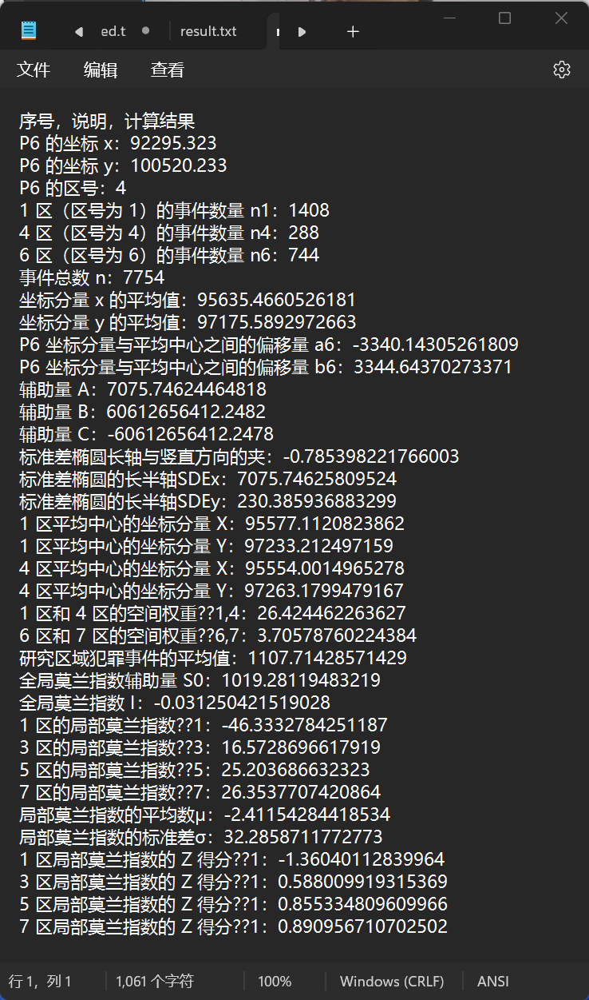 ed.t
result.txt
文件
编辑
查看
序号，说明，计算结果
P6 的坐标 x：92295.323
P6 的坐标 y：100520.233
P6 的区号：4
1 区（区号为 1）的事件数量 n1：1408
4 区（区号为 4）的事件数量 n4：288
6 区（区号为 6）的事件数量 n6：744
事件总数 n：7754
坐标分量 x 的平均值：95635.4660526181
坐标分量 y 的平均值：97175.5892972663
P6 坐标分量与平均中心之间的偏移量 a6：-3340.14305261809
P6 坐标分量与平均中心之间的偏移量 b6：3344.64370273371
辅助量 A：7075.74624464818
辅助量 B：60612656412.2482
辅助量 C：-60612656412.2478
标准差椭圆长轴与竖直方向的夹：-0.785398221766003
标准差椭圆的长半轴SDEx：7075.74625809524
标准差椭圆的长半轴SDEy：230.385936883299
1 区平均中心的坐标分量 X：95577.1120823862
1 区平均中心的坐标分量 Y：97233.212497159
4 区平均中心的坐标分量 X：95554.0014965278
4 区平均中心的坐标分量 Y：97263.1799479167
1 区和 4 区的空间权重??1,4：26.424462263627
6 区和 7 区的空间权重??6,7：3.70578760224384
研究区域犯罪事件的平均值：1107.71428571429
全局莫兰指数辅助量 S0：1019.28119483219
全局莫兰指数 I：-0.031250421519028
1 区的局部莫兰指数??1：-46.3332784251187
3 区的局部莫兰指数??3：16.5728696617919
5 区的局部莫兰指数??5：25.203686632323
7 区的局部莫兰指数??7：26.3537707420864
局部莫兰指数的平均数μ：-2.41154284418534
局部莫兰指数的标准差σ：32.2858711772773
1 区局部莫兰指数的 Z 得分??1：-1.36040112839964
3 区局部莫兰指数的 Z 得分??1：0.588009919315369
5 区局部莫兰指数的 Z 得分??1：0.855334809609966
7 区局部莫兰指数的 Z 得分??1：0.890956710702502
行 1，列 1
1,061 个字符
100%
Windows (CRLF)
ANSI